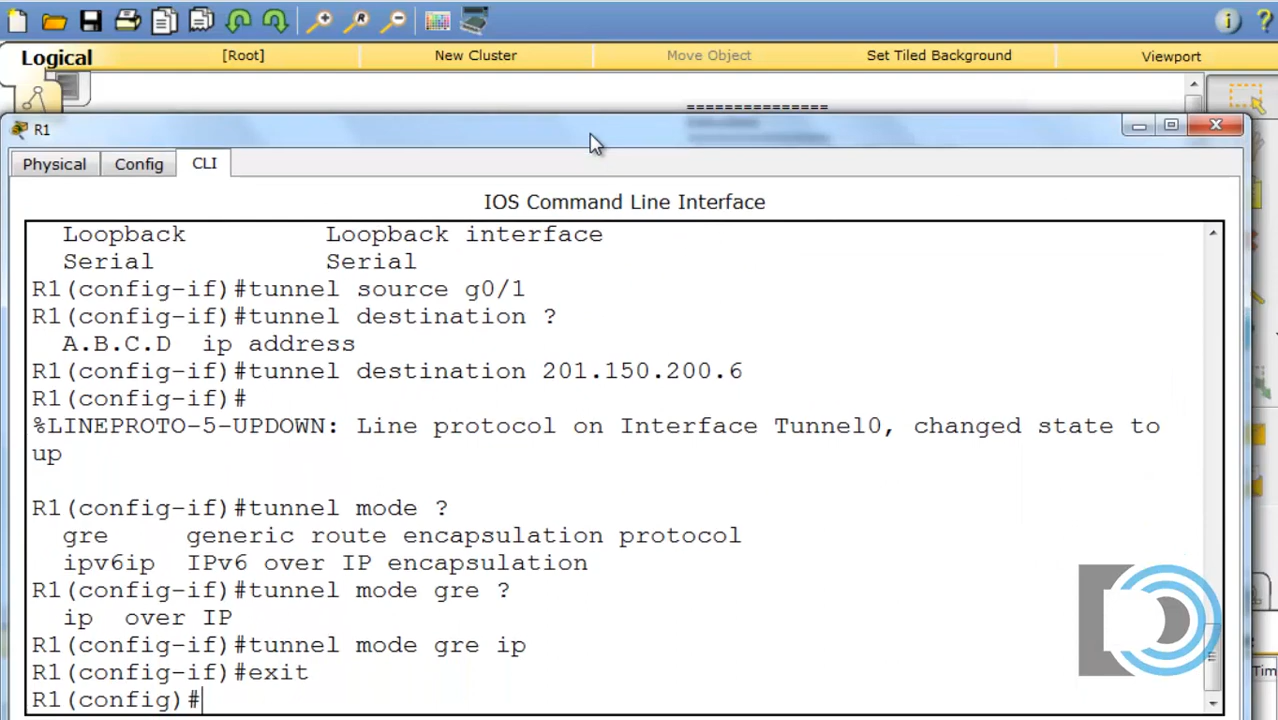 Logical
[Root]
New Cluster
Move Object
Set Tiled Background
Viewport
===============
R1
Physical
Config
CLI
IOS Command Line Interface
Loopback Loopback interface
Serial Serial
R1(config-if)#tunnel source g0/1
R1(config-if)#tunnel destination ?
A.B.C.D ip address
R1(config-if)#tunnel destination 201.150.200.6
R1(config-if)#
%LINEPROTO-5-UPDOWN: Line protocol on Interface Tunnel0, changed state to
up
R1(config-if)#tunnel mode ?
gre generic route encapsulation protocol
ipv6ip IPv6 over IP encapsulation
R1(config-if)#tunnel mode gre ?
ip over IP
R1(config-if)#tunnel mode gre ip
R1(config-if)#exit
R1(config)#
Tim